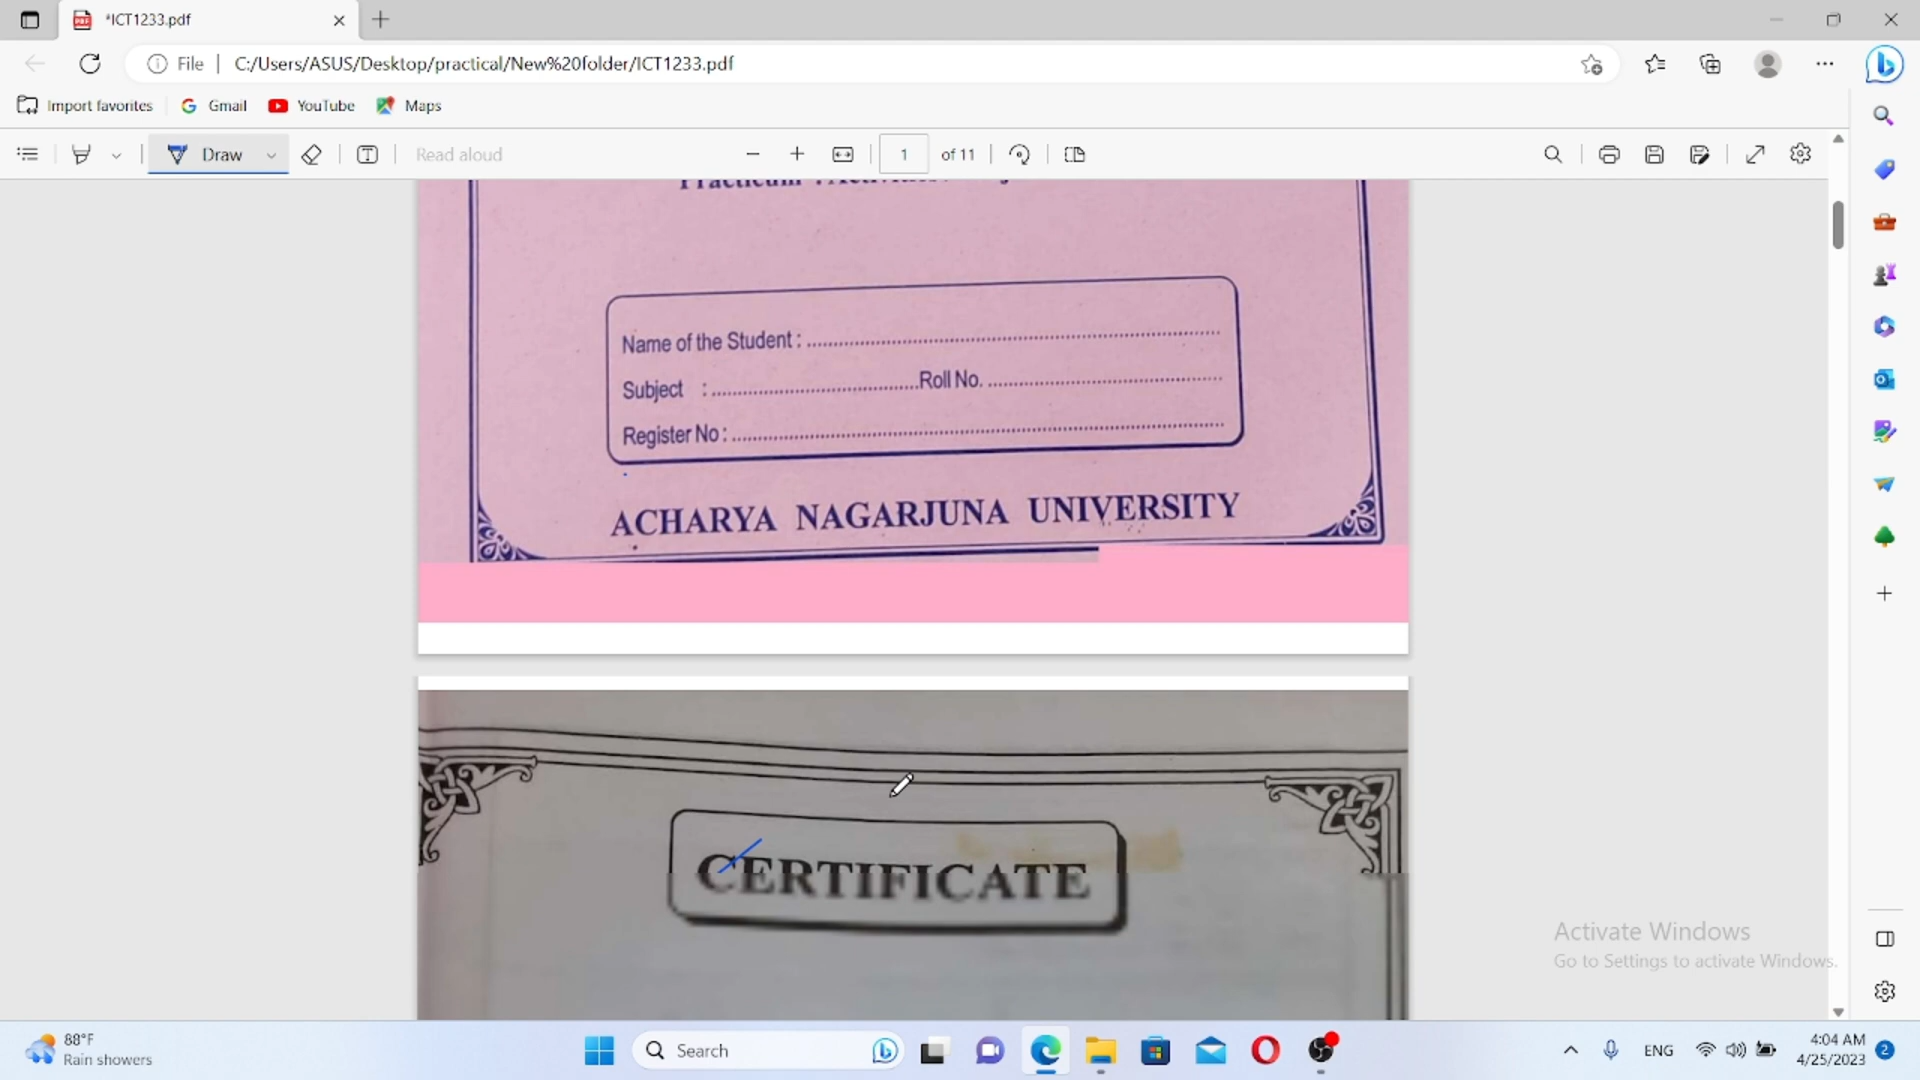 *ICT1233.pdf
File C:/Users/ASUS/Desktop/practical/New%20folder/ICT1233.pdf
Import favorites Gmail YouTube Maps
Draw Read aloud 1 of 11
Name of the Student : ................................................
Subject : ........................Roll No. ..........................
Register No : ................................................
ACHARYA NAGARJUNA UNIVERSITY
CERTIFICATE
Activate Windows
Go to Settings to activate Windows.
88°F
Rain showers
Search
ENG
4:04 AM
4/25/2023
2